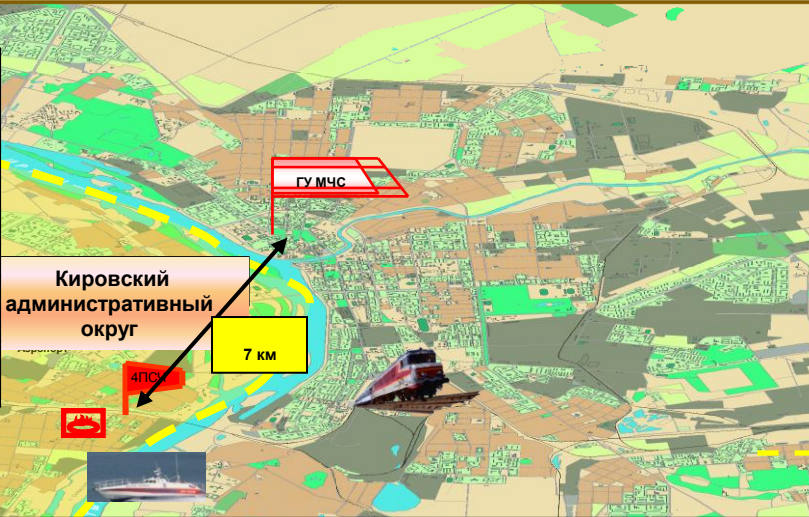 ГУ МЧС
Кировский
административный
округ
7 км
4ПСЧ